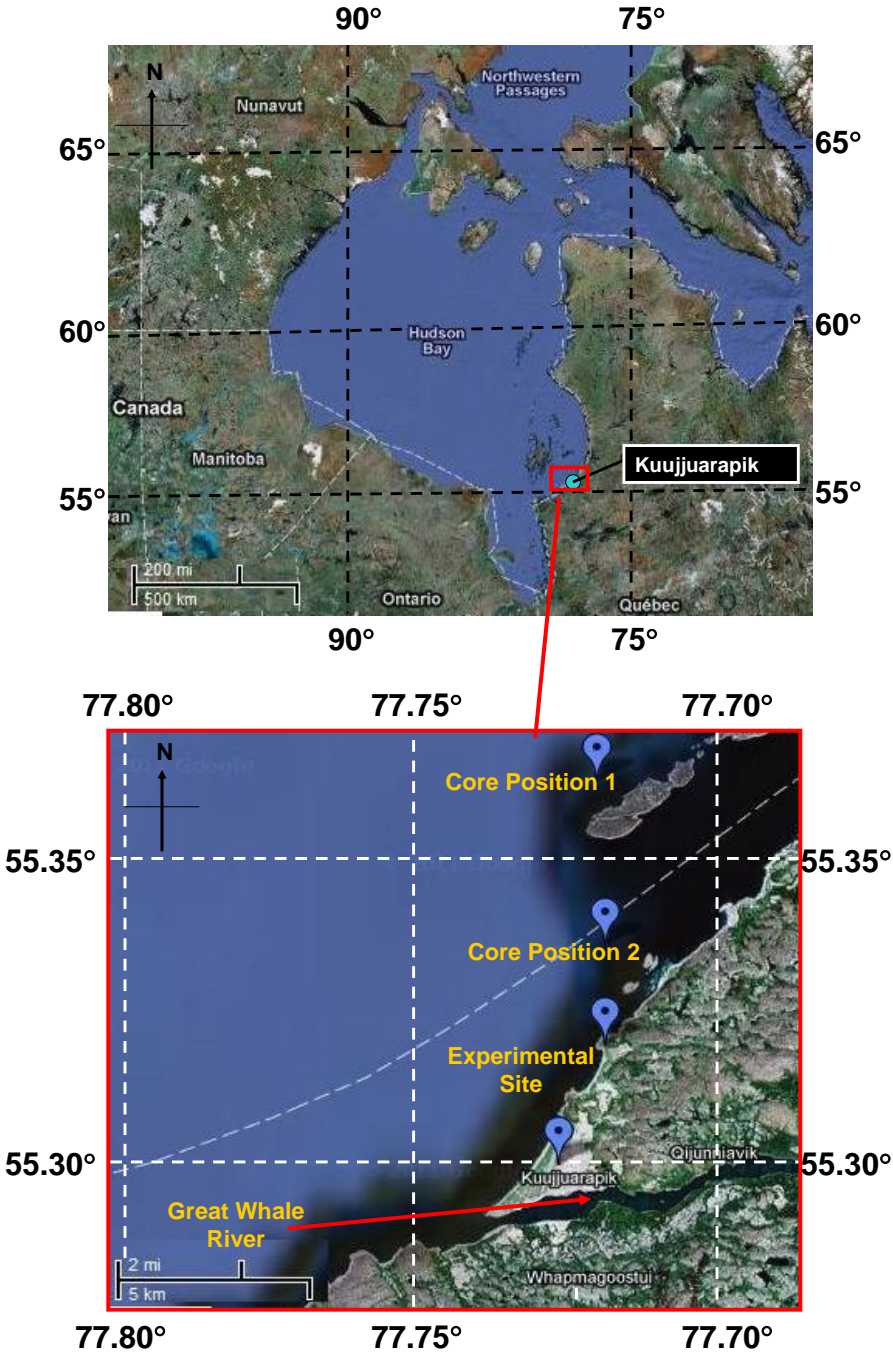 90° 75°
N
Northwestern
Passages
Nunavut
65° 65°
60° 60°
Hudson
Bay
Canada
Manitoba
Kuujjuarapik
55° 55°
van
200 mi
500 km
Ontario
Québec
90° 75°
77.80° 77.75° 77.70°
N
Google
Core Position 1
55.35° 55.35°
Core Position 2
Experimental
Site
55.30° 55.30°
Qijunniavik
Kuujjuarapik
Great Whale
River
2 mi
5 km
Whapmagoostui
77.80° 77.75° 77.70°